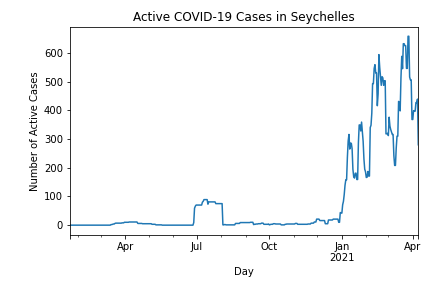 Active COVID-19 Cases in Seychelles
Number of Active Cases
600
500
400
300
200
100
0
Apr
Jul
Oct
Jan
2021
Apr
Day